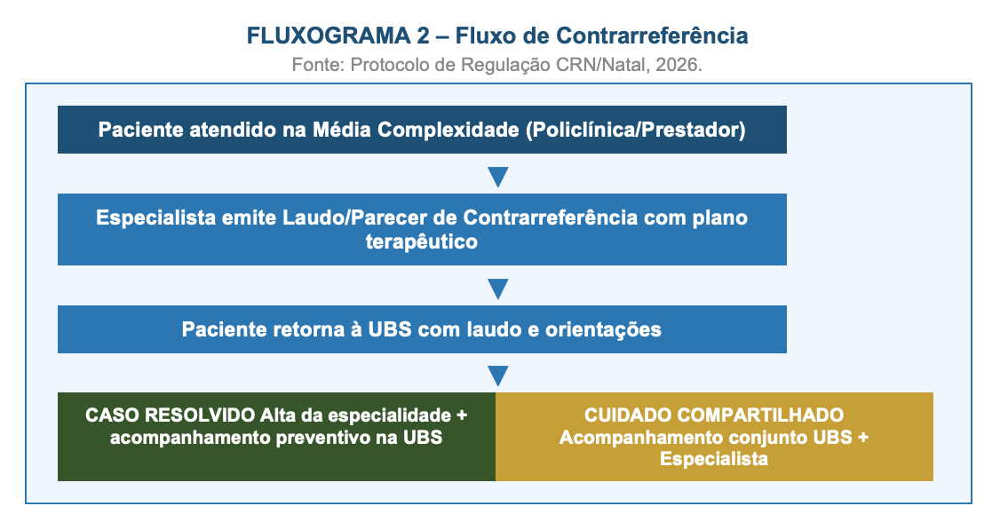 FLUXOGRAMA 2 – Fluxo de Contrarreferência
Fonte: Protocolo de Regulação CRN/Natal, 2026.
Paciente atendido na Média Complexidade (Policlínica/Prestador)
Especialista emite Laudo/Parecer de Contrarreferência com plano
terapêutico
Paciente retorna à UBS com laudo e orientações
CASO RESOLVIDO Alta da especialidade +
acompanhamento preventivo na UBS
CUIDADO COMPARTILHADO
Acompanhamento conjunto UBS +
Especialista